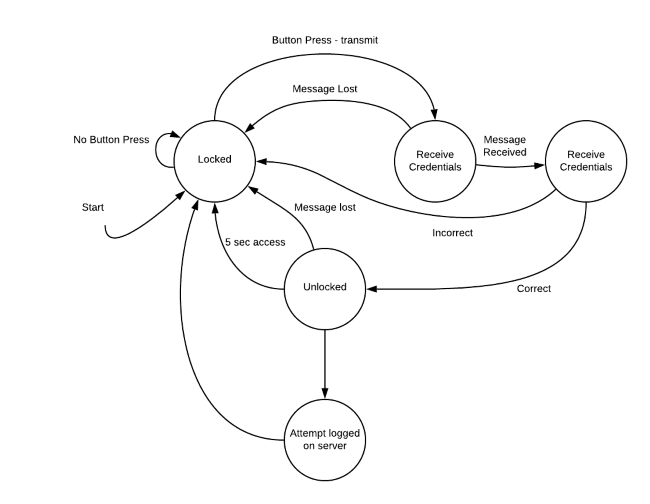 Button Press - transmit
Message Lost
No Button Press
Locked
Receive
Credentials
Message
Received
Receive
Credentials
Start
Message lost
5 sec access
Incorrect
Unlocked
Correct
Attempt logged
on server